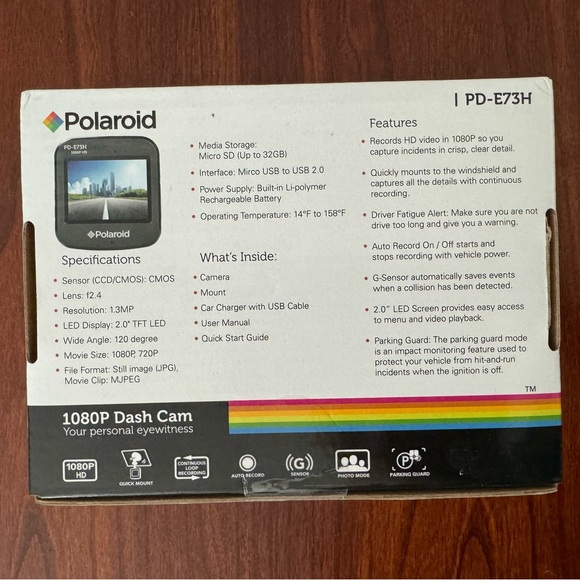 Polaroid
| PD-E73H
PD-E73H
1080P HD
Polaroid
Specifications
• Sensor (CCD/CMOS): CMOS
• Lens: f2.4
• Resolution: 1.3MP
• LED Display: 2.0" TFT LED
• Wide Angle: 120 degree
• Movie Size: 1080P, 720P
• File Format: Still image (JPG),
Movie Clip: MJPEG
• Media Storage:
Micro SD (Up to 32GB)
• Interface: Mirco USB to USB 2.0
• Power Supply: Built-in Li-polymer
Rechargeable Battery
• Operating Temperature: 14°F to 158°F
What's Inside:
• Camera
• Mount
• Car Charger with USB Cable
• User Manual
• Quick Start Guide
Features
• Records HD video in 1080P so you
capture incidents in crisp, clear detail.
• Quickly mounts to the windshield and
captures all the details with continuous
recording.
• Driver Fatigue Alert: Make sure you are not
drive too long and give you a warning.
• Auto Record On / Off starts and
stops recording with vehicle power.
• G-Sensor automatically saves events
when a collision has been detected.
• 2.0" LED Screen provides easy access
to menu and video playback.
• Parking Guard: The parking guard mode
is an impact monitoring feature used to
protect your vehicle from hit-and-run
incidents when the ignition is off.
TM
1080P Dash Cam
Your personal eyewitness
1080P
HD
QUICK MOUNT
CONTINUOUS
LOOP
RECORDING
AUTO RECORD
(G)
SENSOR
PHOTO MODE
P
PARKING GUARD